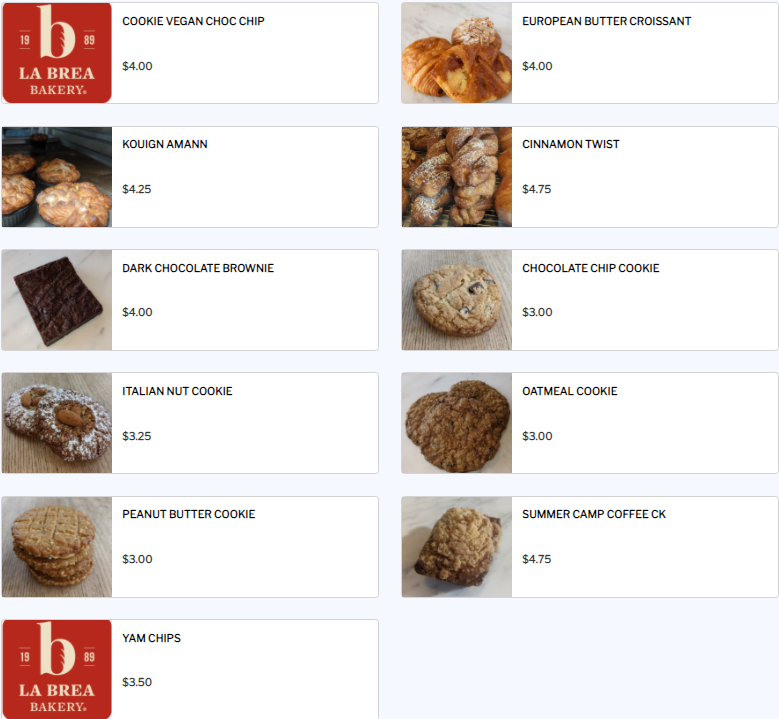 19 b 89
LA BREA
BAKERY®
COOKIE VEGAN CHOC CHIP
$4.00
EUROPEAN BUTTER CROISSANT
$4.00
KOUIGN AMANN
$4.25
CINNAMON TWIST
$4.75
DARK CHOCOLATE BROWNIE
$4.00
CHOCOLATE CHIP COOKIE
$3.00
ITALIAN NUT COOKIE
$3.25
OATMEAL COOKIE
$3.00
PEANUT BUTTER COOKIE
$3.00
SUMMER CAMP COFFEE CK
$4.75
19 b 89
LA BREA
BAKERY®
YAM CHIPS
$3.50